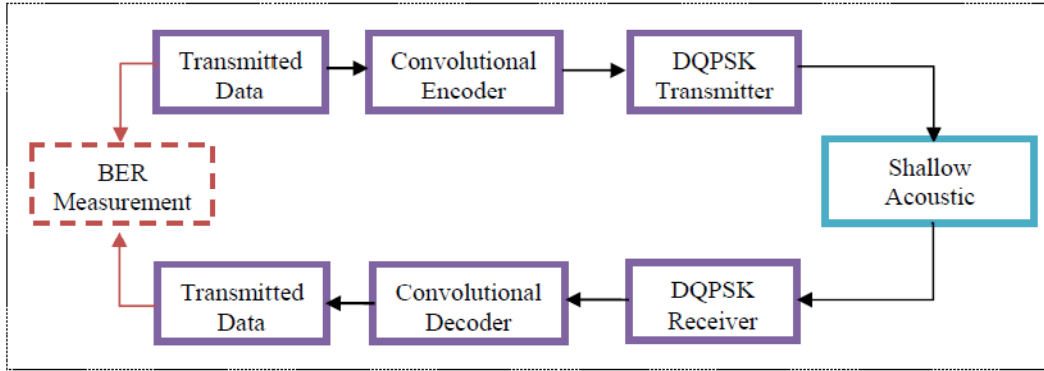 Transmitted
Data
Convolutional
Encoder
DQPSK
Transmitter
BER
Measurement
Shallow
Acoustic
Transmitted
Data
Convolutional
Decoder
DQPSK
Receiver